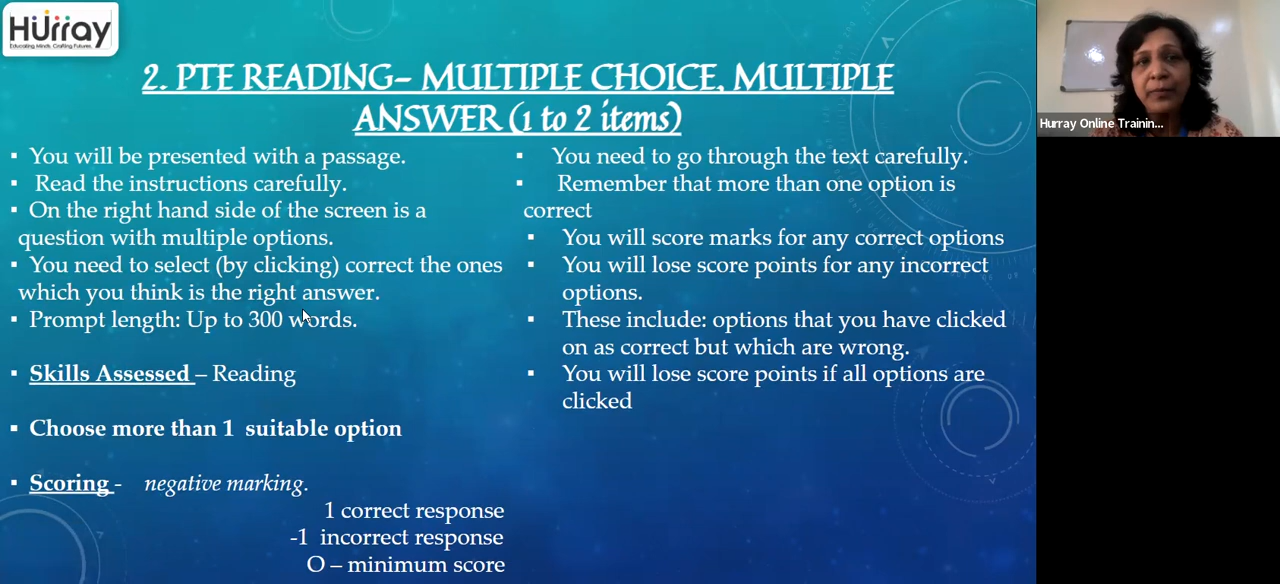 Hurray
Educating Minds. Crafting Futures.
2. PTE READING– MULTIPLE CHOICE, MULTIPLE
ANSWER (1 to 2 items)
▪ You will be presented with a passage.
▪ Read the instructions carefully.
▪ On the right hand side of the screen is a
question with multiple options.
▪ You need to select (by clicking) correct the ones
which you think is the right answer.
▪ Prompt length: Up to 300 words.
▪ Skills Assessed – Reading
▪ Choose more than 1 suitable option
▪ Scoring - negative marking.
1 correct response
-1 incorrect response
O – minimum score
▪ You need to go through the text carefully.
▪ Remember that more than one option is
correct
▪ You will score marks for any correct options
▪ You will lose score points for any incorrect
options.
▪ These include: options that you have clicked
on as correct but which are wrong.
▪ You will lose score points if all options are
clicked
Hurray Online Trainin...